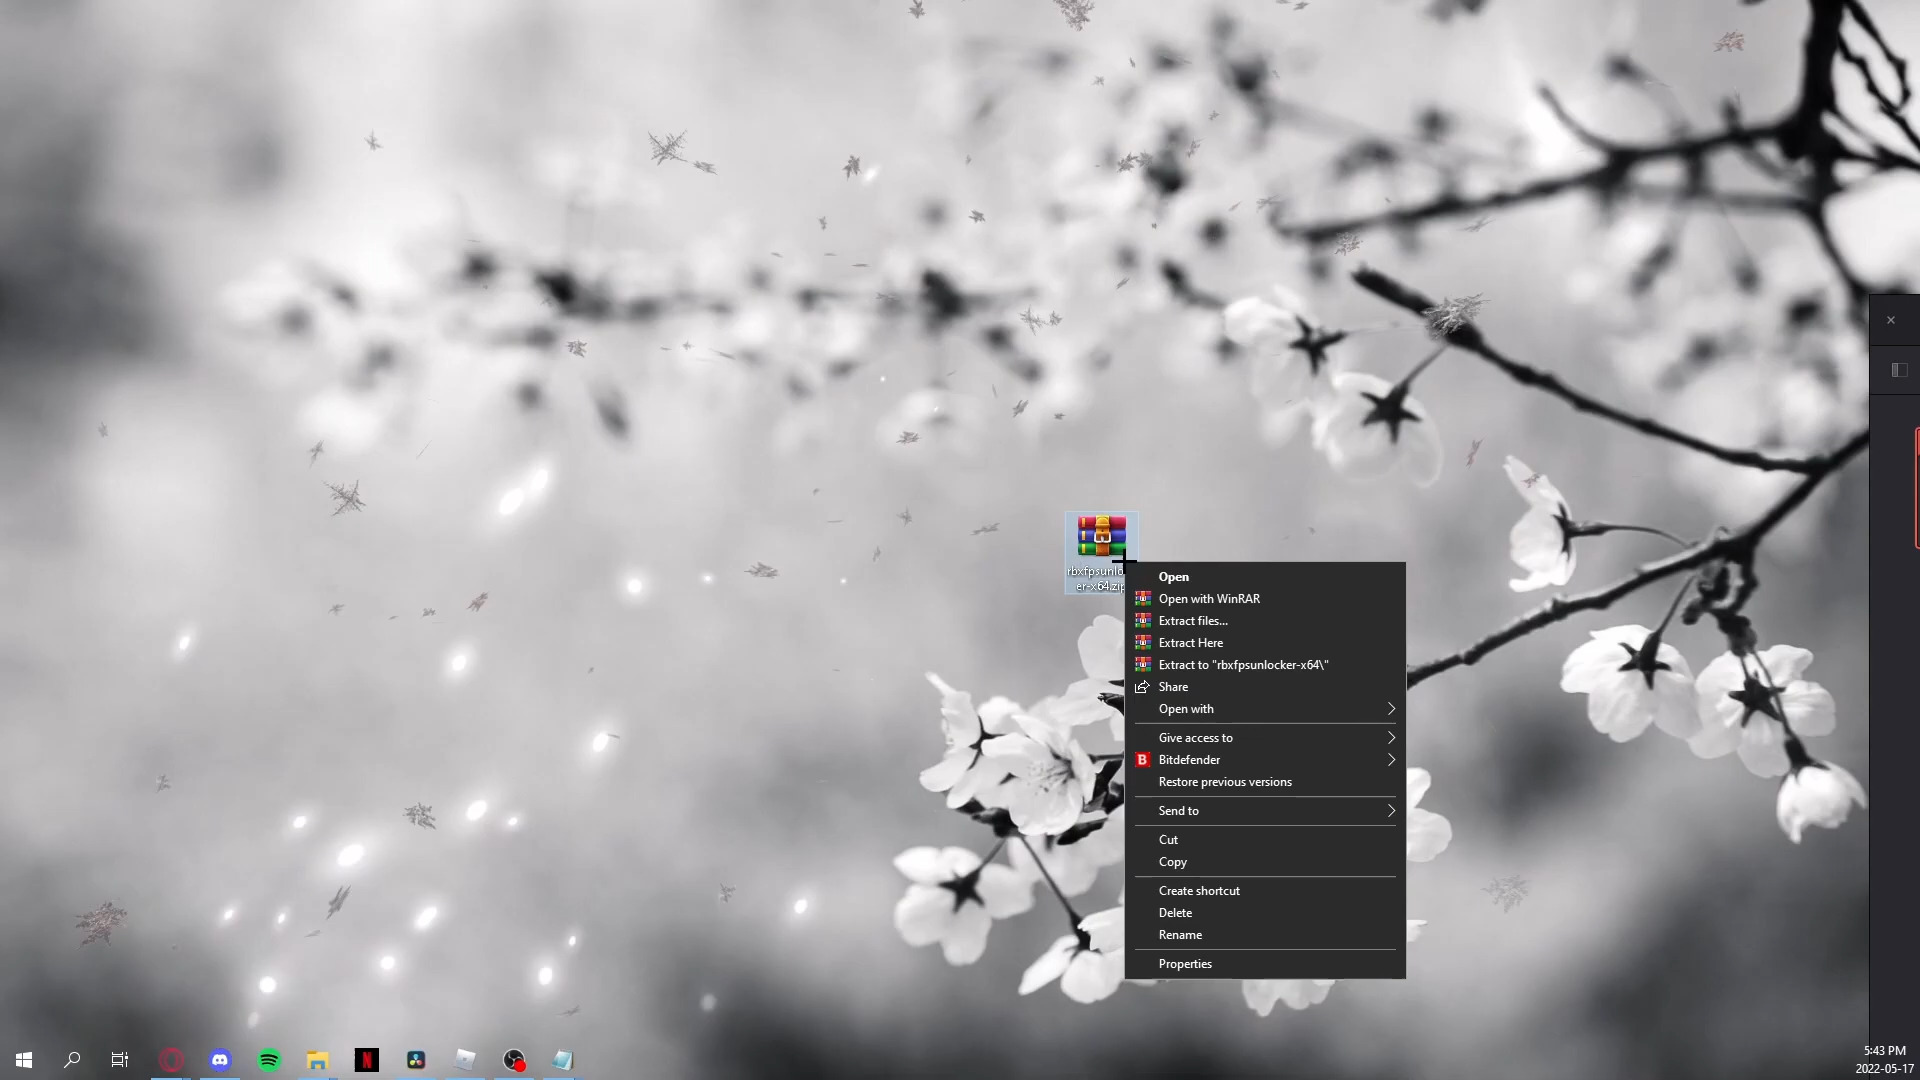 rbxfpsunlo
er-x64.zip
Open
Open with WinRAR
Extract files...
Extract Here
Extract to "rbxfpsunlocker-x64\"
Share
Open with
Give access to
B
Bitdefender
Restore previous versions
Send to
Cut
Copy
Create shortcut
Delete
Rename
Properties
N
5:43 PM
2022-05-17